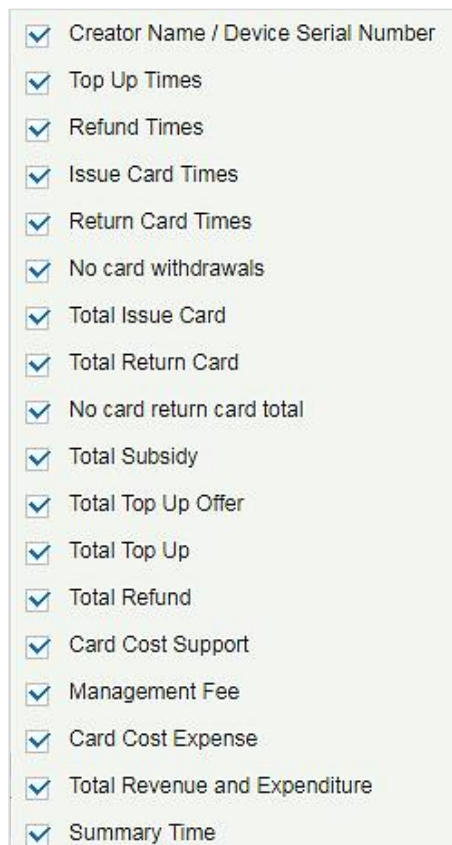 Creator Name / Device Serial Number
Top Up Times
Refund Times
Issue Card Times
Return Card Times
No card withdrawals
Total Issue Card
Total Return Card
No card return card total
Total Subsidy
Total Top Up Offer
Total Top Up
Total Refund
Card Cost Support
Management Fee
Card Cost Expense
Total Revenue and Expenditure
Summary Time